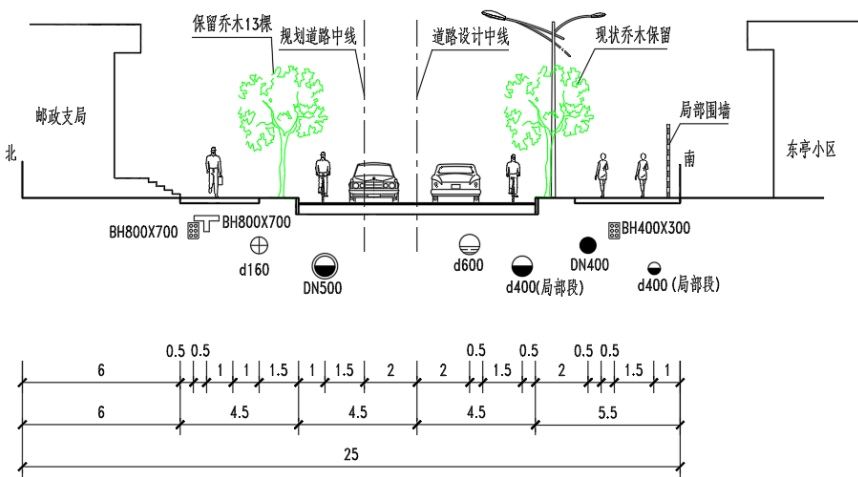 保留乔木13棵
规划道路中线
道路设计中线
现状乔木保留
邮政支局
局部围墙
东亭小区
北
南
BH800X700
BH800X700
BH400X300
d160
DN500
d600
d400(局部段)
DN400
d400 (局部段)
6 0.5 0.5 1 1 1.5 1 1.5 2 2 0.5 1.5 0.5 2 0.5 0.5 1.5 1
6 4.5 4.5 4.5 5.5
25